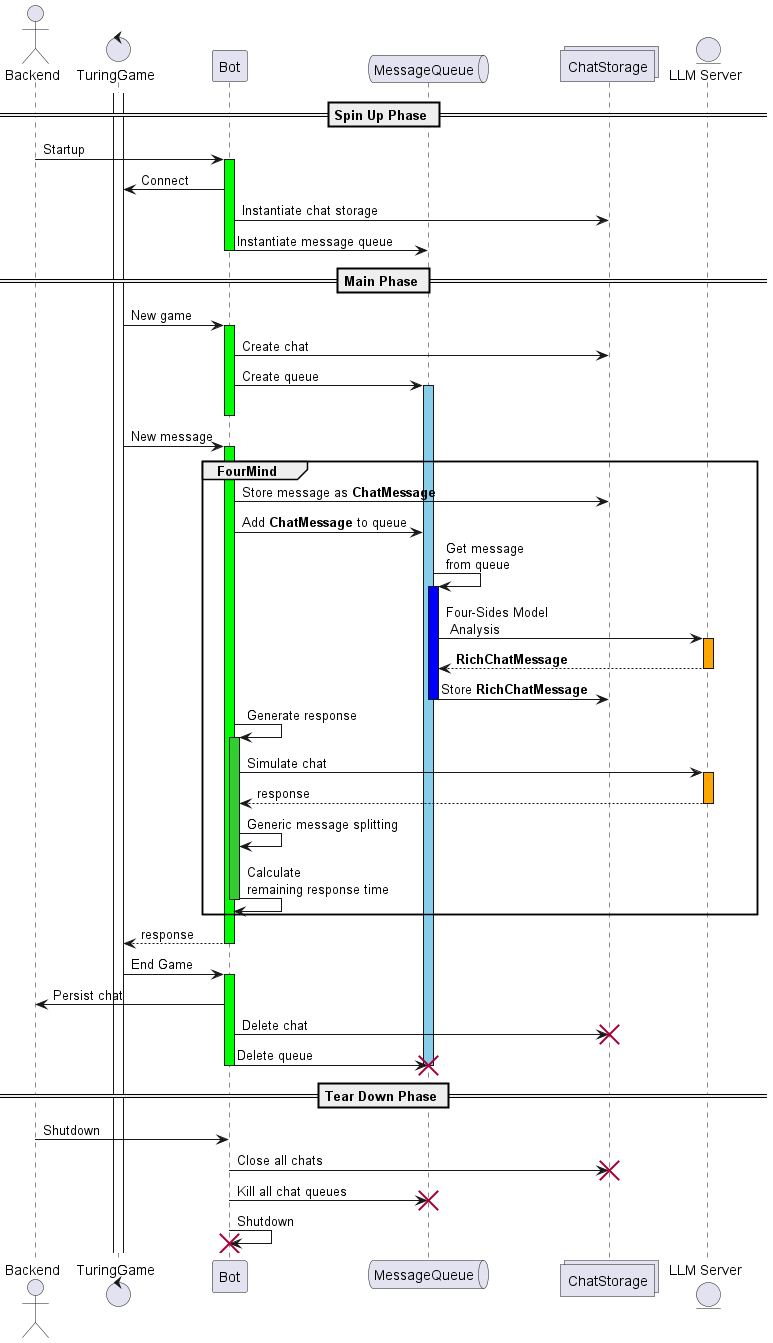 Backend
TuringGame
Bot
MessageQueue
ChatStorage
LLM Server
Spin Up Phase
Startup
Connect
Instantiate chat storage
Instantiate message queue
Main Phase
New game
Create chat
Create queue
New message
FourMind
Store message as ChatMessage
Add ChatMessage to queue
Get message
from queue
Four-Sides Model
Analysis
RichChatMessage
Store RichChatMessage
Generate response
Simulate chat
response
Generic message splitting
Calculate
remaining response time
response
End Game
Persist chat
Delete chat
Delete queue
Tear Down Phase
Shutdown
Close all chats
Kill all chat queues
Shutdown
Backend
TuringGame
Bot
MessageQueue
ChatStorage
LLM Server